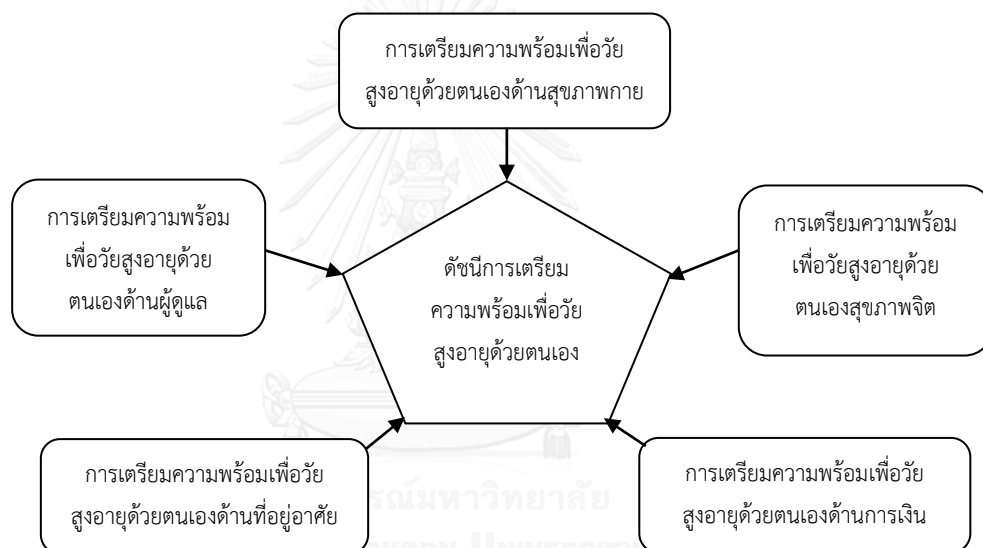 การเตรียมความพร้อมเพื่อวัย
สูงอายุด้วยตนเองด้านสุขภาพกาย
การเตรียมความพร้อม
เพื่อวัยสูงอายุด้วย
ตนเองด้านผู้ดูแล
ดัชนีการเตรียม
ความพร้อมเพื่อวัย
สูงอายุด้วยตนเอง
การเตรียมความพร้อม
เพื่อวัยสูงอายุด้วย
ตนเองสุขภาพจิต
การเตรียมความพร้อมเพื่อวัย
สูงอายุด้วยตนเองด้านที่อยู่อาศัย
การเตรียมความพร้อมเพื่อวัย
สูงอายุด้วยตนเองด้านการเงิน
รณ์มหาวิทยาลัย